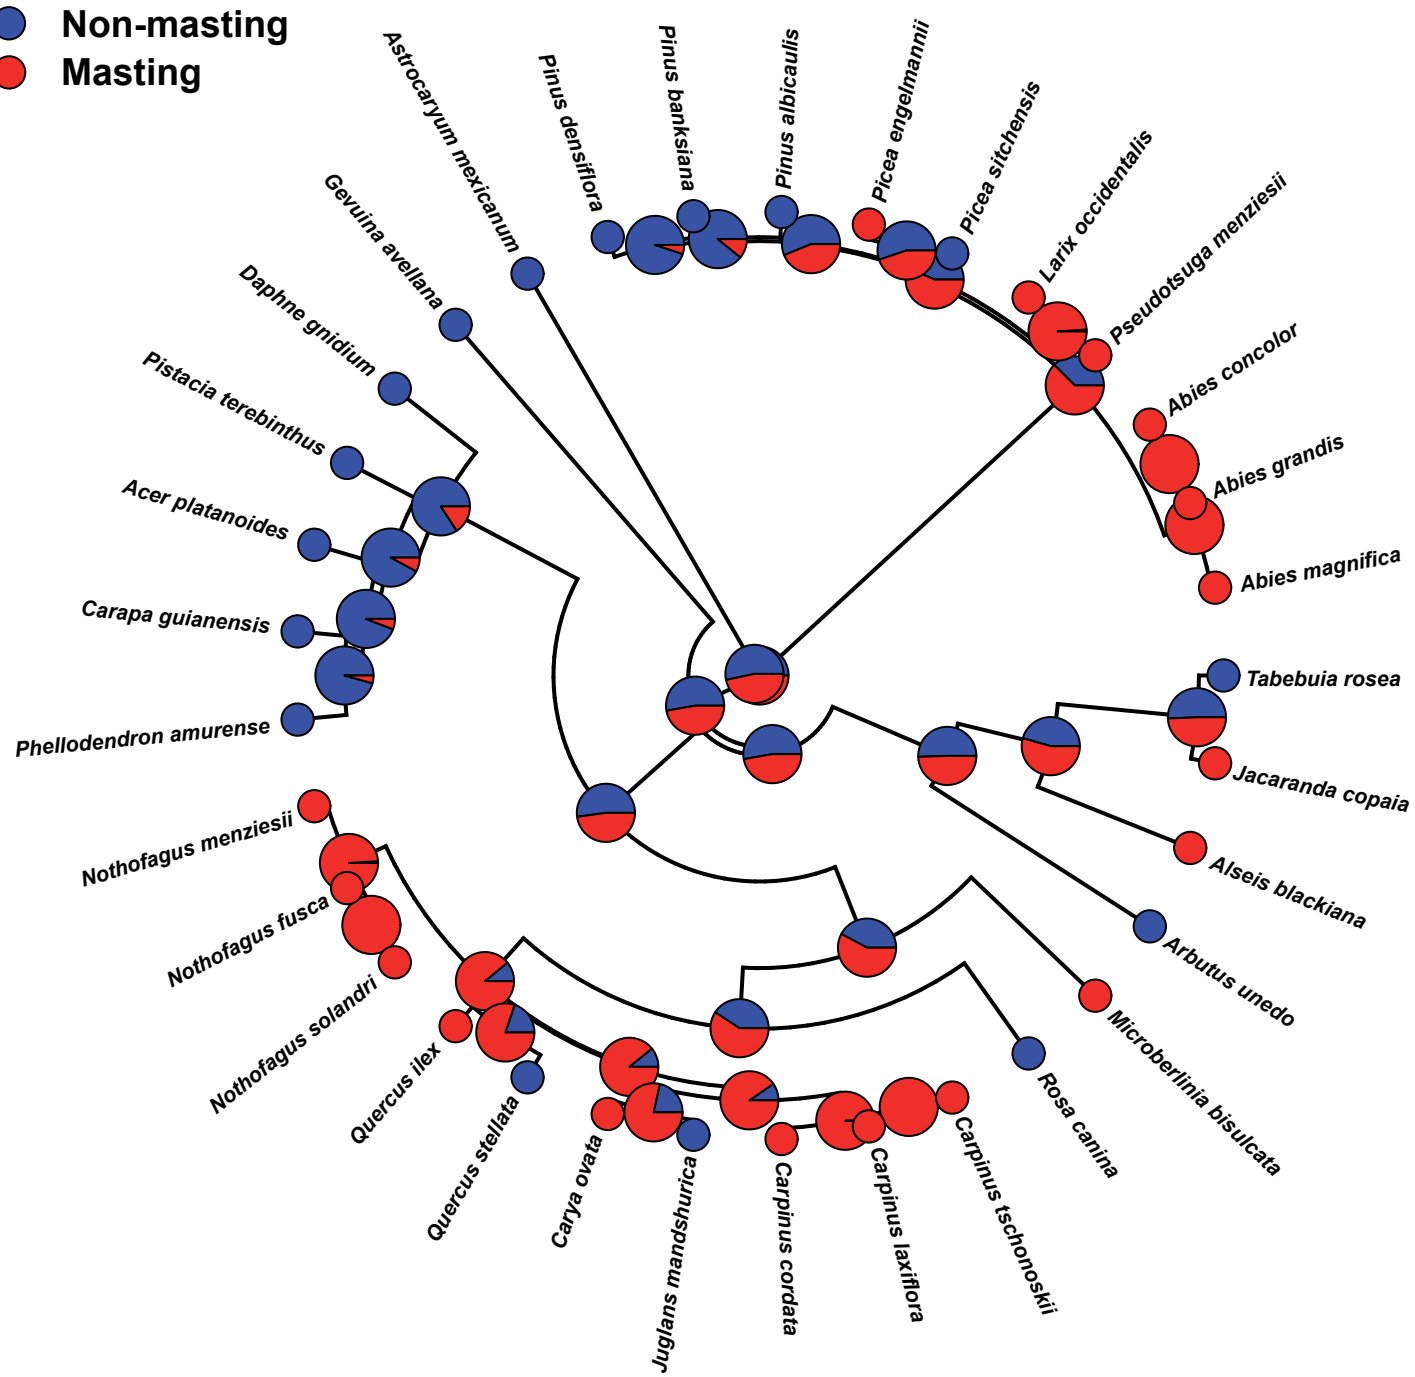 Non-masting
Masting
Astrocaryum mexicanum
Pinus densiflora
Pinus banksiana
Pinus albicaulis
Picea engelmannii
Picea sitchensis
Larix occidentalis
Pseudotsuga menziesii
Abies concolor
Abies grandis
Abies magnifica
Tabebuia rosea
Jacaranda copaia
Alseis blackiana
Arbutus unedo
Microberlinia bisulcata
Rosa canina
Carpinus tschonoskii
Carpinus laxiflora
Carpinus cordata
Juglans mandshurica
Carya ovata
Quercus stellata
Quercus ilex
Nothofagus solandri
Nothofagus fusca
Nothofagus menziesii
Phellodendron amurense
Carapa guianensis
Acer platanoides
Pistacia terebinthus
Daphne gnidium
Gevuina avellana